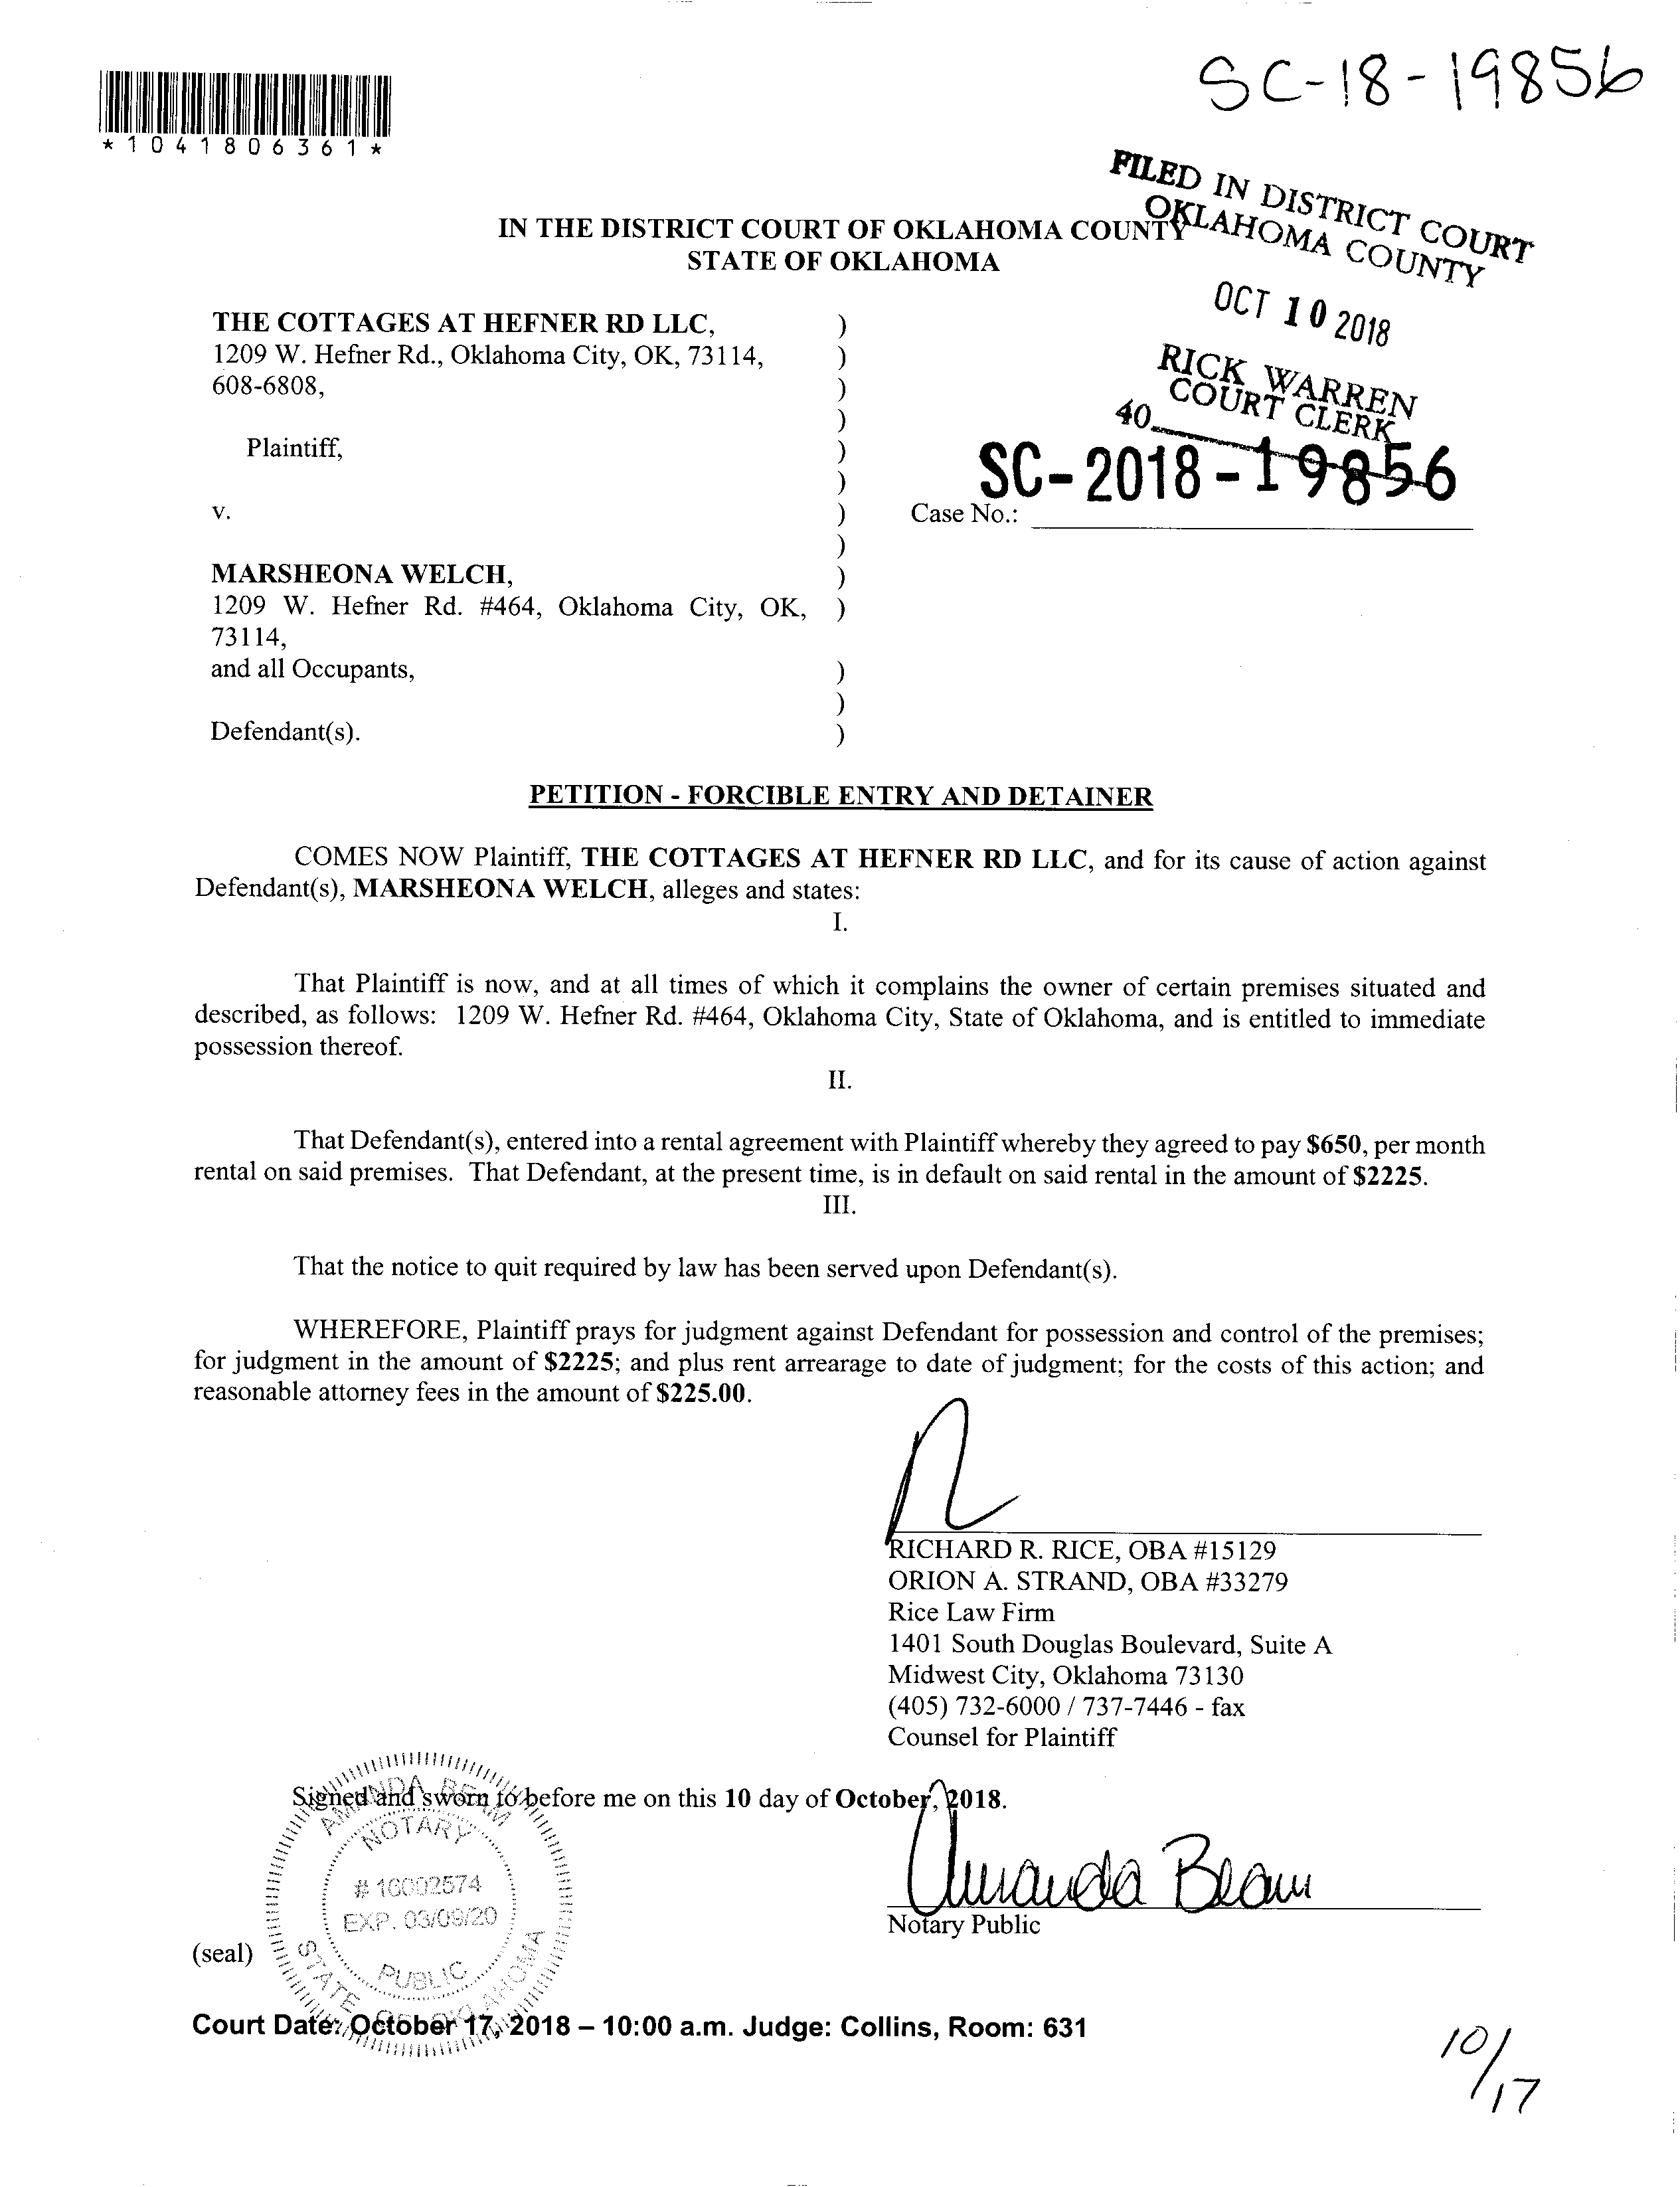 SC-18-19856
*1041806361*
FILED IN DISTRICT COURT
OKLAHOMA COUNTY
OCT 10 2018
RICK WARREN
COURT CLERK
40
IN THE DISTRICT COURT OF OKLAHOMA COUNTY
STATE OF OKLAHOMA
THE COTTAGES AT HEFNER RD LLC, )
1209 W. Hefner Rd., Oklahoma City, OK, 73114, )
608-6808, )
)
Plaintiff, )
)
SC-2018-19856
v. ) Case No.:
)
MARSHEONA WELCH, )
1209 W. Hefner Rd. #464, Oklahoma City, OK, )
73114,
and all Occupants, )
)
Defendant(s). )
PETITION - FORCIBLE ENTRY AND DETAINER
COMES NOW Plaintiff, THE COTTAGES AT HEFNER RD LLC, and for its cause of action against
Defendant(s), MARSHEONA WELCH, alleges and states:
I.
That Plaintiff is now, and at all times of which it complains the owner of certain premises situated and
described, as follows: 1209 W. Hefner Rd. #464, Oklahoma City, State of Oklahoma, and is entitled to immediate
possession thereof.
II.
That Defendant(s), entered into a rental agreement with Plaintiff whereby they agreed to pay $650, per month
rental on said premises. That Defendant, at the present time, is in default on said rental in the amount of $2225.
III.
That the notice to quit required by law has been served upon Defendant(s).
WHEREFORE, Plaintiff prays for judgment against Defendant for possession and control of the premises;
for judgment in the amount of $2225; and plus rent arrearage to date of judgment; for the costs of this action; and
reasonable attorney fees in the amount of $225.00.
RICHARD R. RICE, OBA #15129
ORION A. STRAND, OBA #33279
Rice Law Firm
1401 South Douglas Boulevard, Suite A
Midwest City, Oklahoma 73130
(405) 732-6000 / 737-7446 - fax
Counsel for Plaintiff
Signed and sworn to before me on this 10 day of October, 2018.
Amanda Beam
Notary Public
AMANDA BEAM
NOTARY
# 16002574
EXP. 03/09/20
PUBLIC
STATE OF OKLAHOMA
(seal)
Court Date: October 17, 2018 – 10:00 a.m. Judge: Collins, Room: 631
10/17